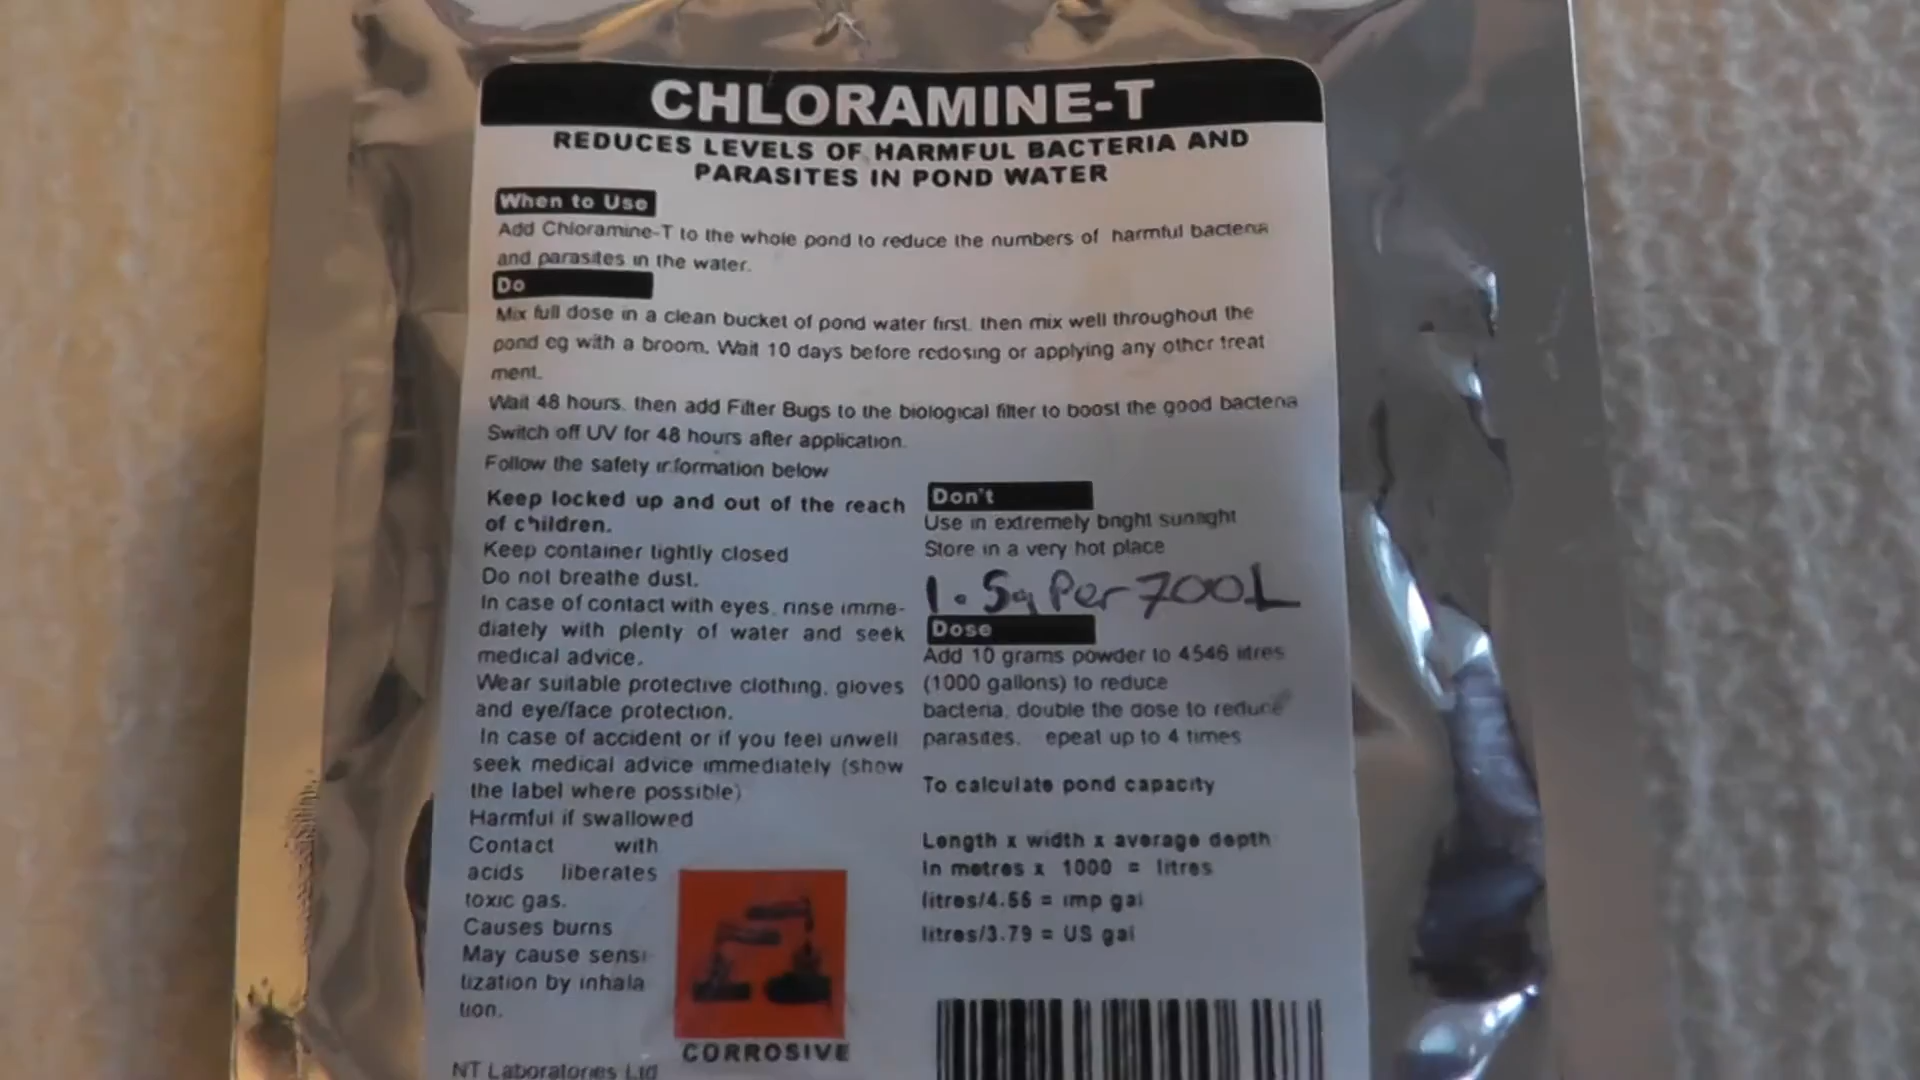 CHLORAMINE-T
REDUCES LEVELS OF HARMFUL BACTERIA AND
PARASITES IN POND WATER
When to Use
Add Chloramine-T to the whole pond to reduce the numbers of harmful bacteria
and parasites in the water.
Do
Mix full dose in a clean bucket of pond water first, then mix well throughout the
pond eg with a broom. Wait 10 days before redosing or applying any other treat
ment.
Wait 48 hours, then add Filter Bugs to the biological filter to boost the good bacteria
Switch off UV for 48 hours after application.
Follow the safety information below
Keep locked up and out of the reach
of children.
Keep container tightly closed
Do not breathe dust.
In case of contact with eyes, rinse imme-
diately with plenty of water and seek
medical advice.
Wear suitable protective clothing, gloves
and eye/face protection.
In case of accident or if you feel unwell
seek medical advice immediately (show
the label where possible)
Harmful if swallowed
Contact with
acids liberates
toxic gas.
Causes burns
May cause sensi
tization by inhala
tion.
NT Laboratories Ltd
CORROSIVE
Don't
Use in extremely bright sunlight
Store in a very hot place
1.5g Per 700L
Dose
Add 10 grams powder to 4546 litres
(1000 gallons) to reduce
bacteria, double the dose to reduce
parasites. epeat up to 4 times
To calculate pond capacity
Length x width x average depth
In metres x 1000 = litres
litres/4.55 = imp gal
litres/3.79 = US gal